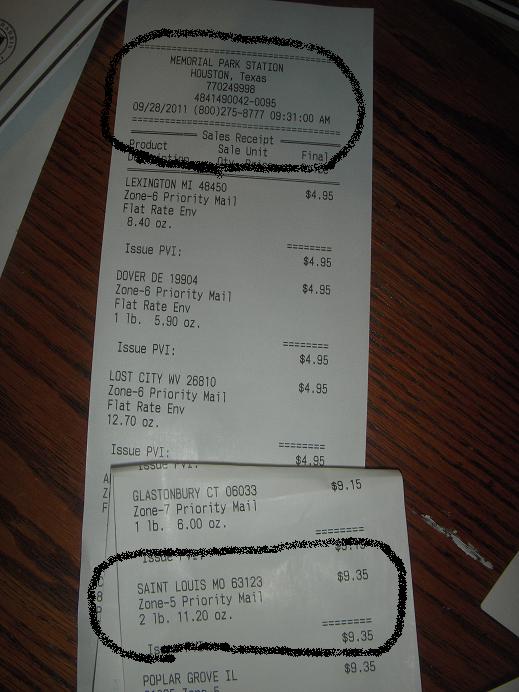 MEMORIAL PARK STATION
HOUSTON, Texas
770249998
4841490042-0095
09/28/2011 (800)275-8777 09:31:00 AM
Sales Receipt
Product Sale Unit Final
LEXINGTON MI 48450 $4.95
Zone-6 Priority Mail
Flat Rate Env
8.40 oz.
========
Issue PVI: $4.95
DOVER DE 19904 $4.95
Zone-6 Priority Mail
Flat Rate Env
1 lb. 5.90 oz.
========
Issue PVI: $4.95
LOST CITY WV 26810 $4.95
Zone-6 Priority Mail
Flat Rate Env
12.70 oz.
========
Issue PVI: $4.95
GLASTONBURY CT 06033 $9.15
Zone-7 Priority Mail
1 lb. 6.00 oz.
========
Issue PVI:
SAINT LOUIS MO 63123 $9.35
Zone-5 Priority Mail
2 lb. 11.20 oz.
========
$9.35
POPLAR GROVE IL $9.35